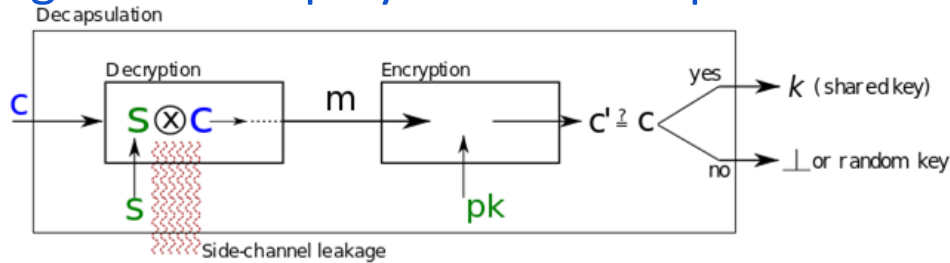 Decapsulation
Decryption
Encryption
c
S ⊗ C
m
c' ≟ c
yes
k (shared key)
no
⊥ or random key
S
pk
Side-channel leakage